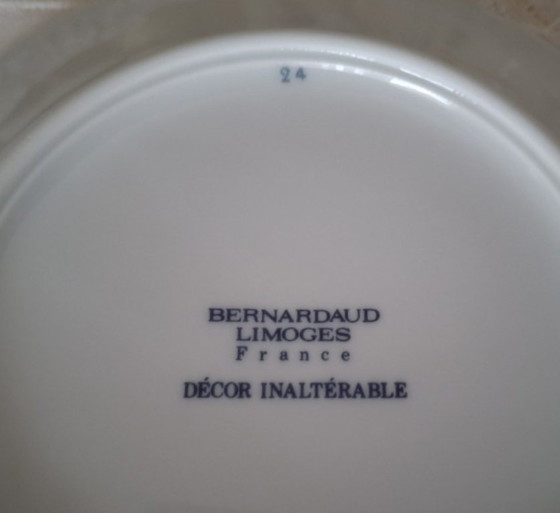 24
BERNARDAUD
LIMOGES
France
DÉCOR INALTÉRABLE